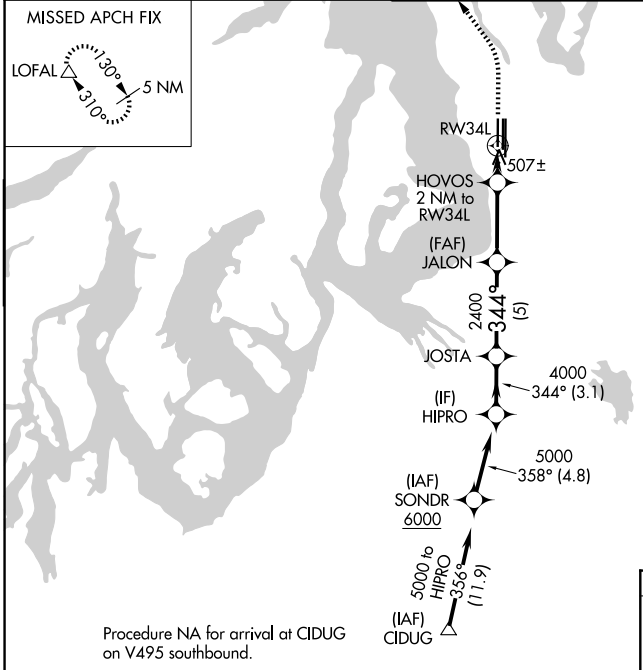 MISSED APCH FIX
LOFAL
130°
310°
5 NM
RW34L
507±
HOVOS
2 NM to
RW34L
(FAF)
JALON
2400
344°
(5)
JOSTA
4000
344° (3.1)
(IF)
HIPRO
5000
358° (4.8)
(IAF)
SONDR
6000
5000 to
HIPRO
356°
(11.9)
(IAF)
CIDUG
Procedure NA for arrival at CIDUG
on V495 southbound.